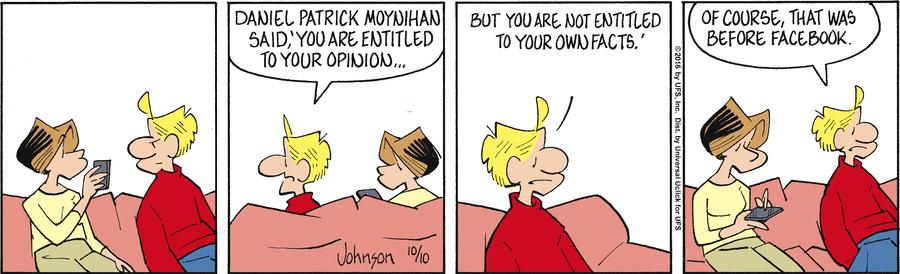 DANIEL PATRICK MOYNIHAN
SAID, 'YOU ARE ENTITLED
TO YOUR OPINION...
Johnson 10/10
BUT YOU ARE NOT ENTITLED
TO YOUR OWN FACTS.'
©2016 by UFS, Inc. Dist. by Universal Uclick for UFS
OF COURSE, THAT WAS
BEFORE FACEBOOK.